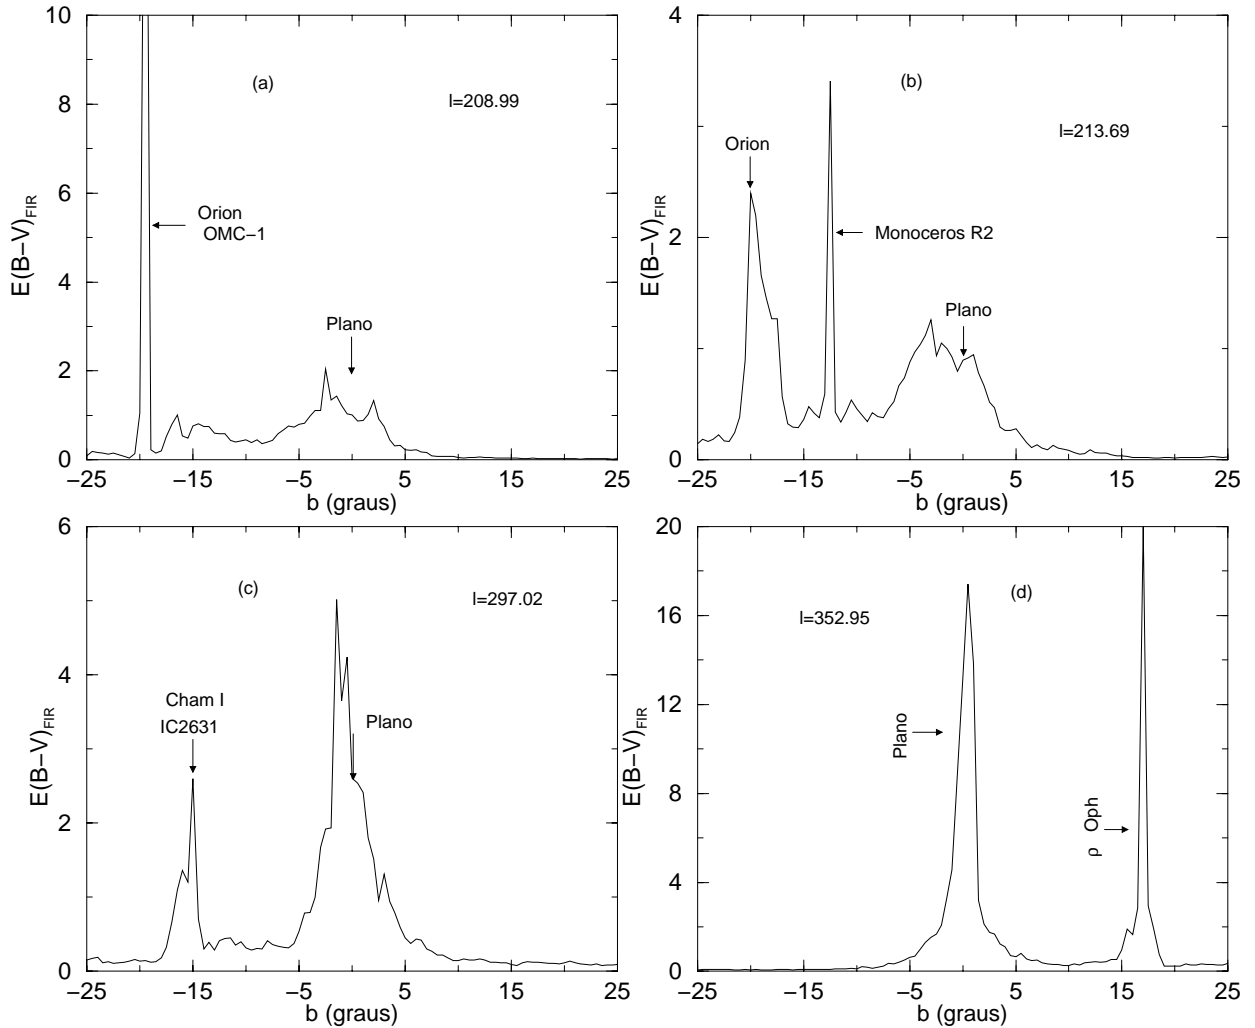 10
8
6
4
2
0
−25
−15
−5
5
15
25
E(B−V)FIR
b (graus)
(a)
l=208.99
Orion
OMC−1
Plano
4
2
0
−25
−15
−5
5
15
25
E(B−V)FIR
b (graus)
(b)
l=213.69
Orion
Monoceros R2
Plano
6
4
2
0
−25
−15
−5
5
15
25
E(B−V)FIR
b (graus)
(c)
l=297.02
Cham I
IC2631
Plano
20
16
12
8
4
0
−25
−15
−5
5
15
25
E(B−V)FIR
b (graus)
(d)
l=352.95
Plano
ρ Oph